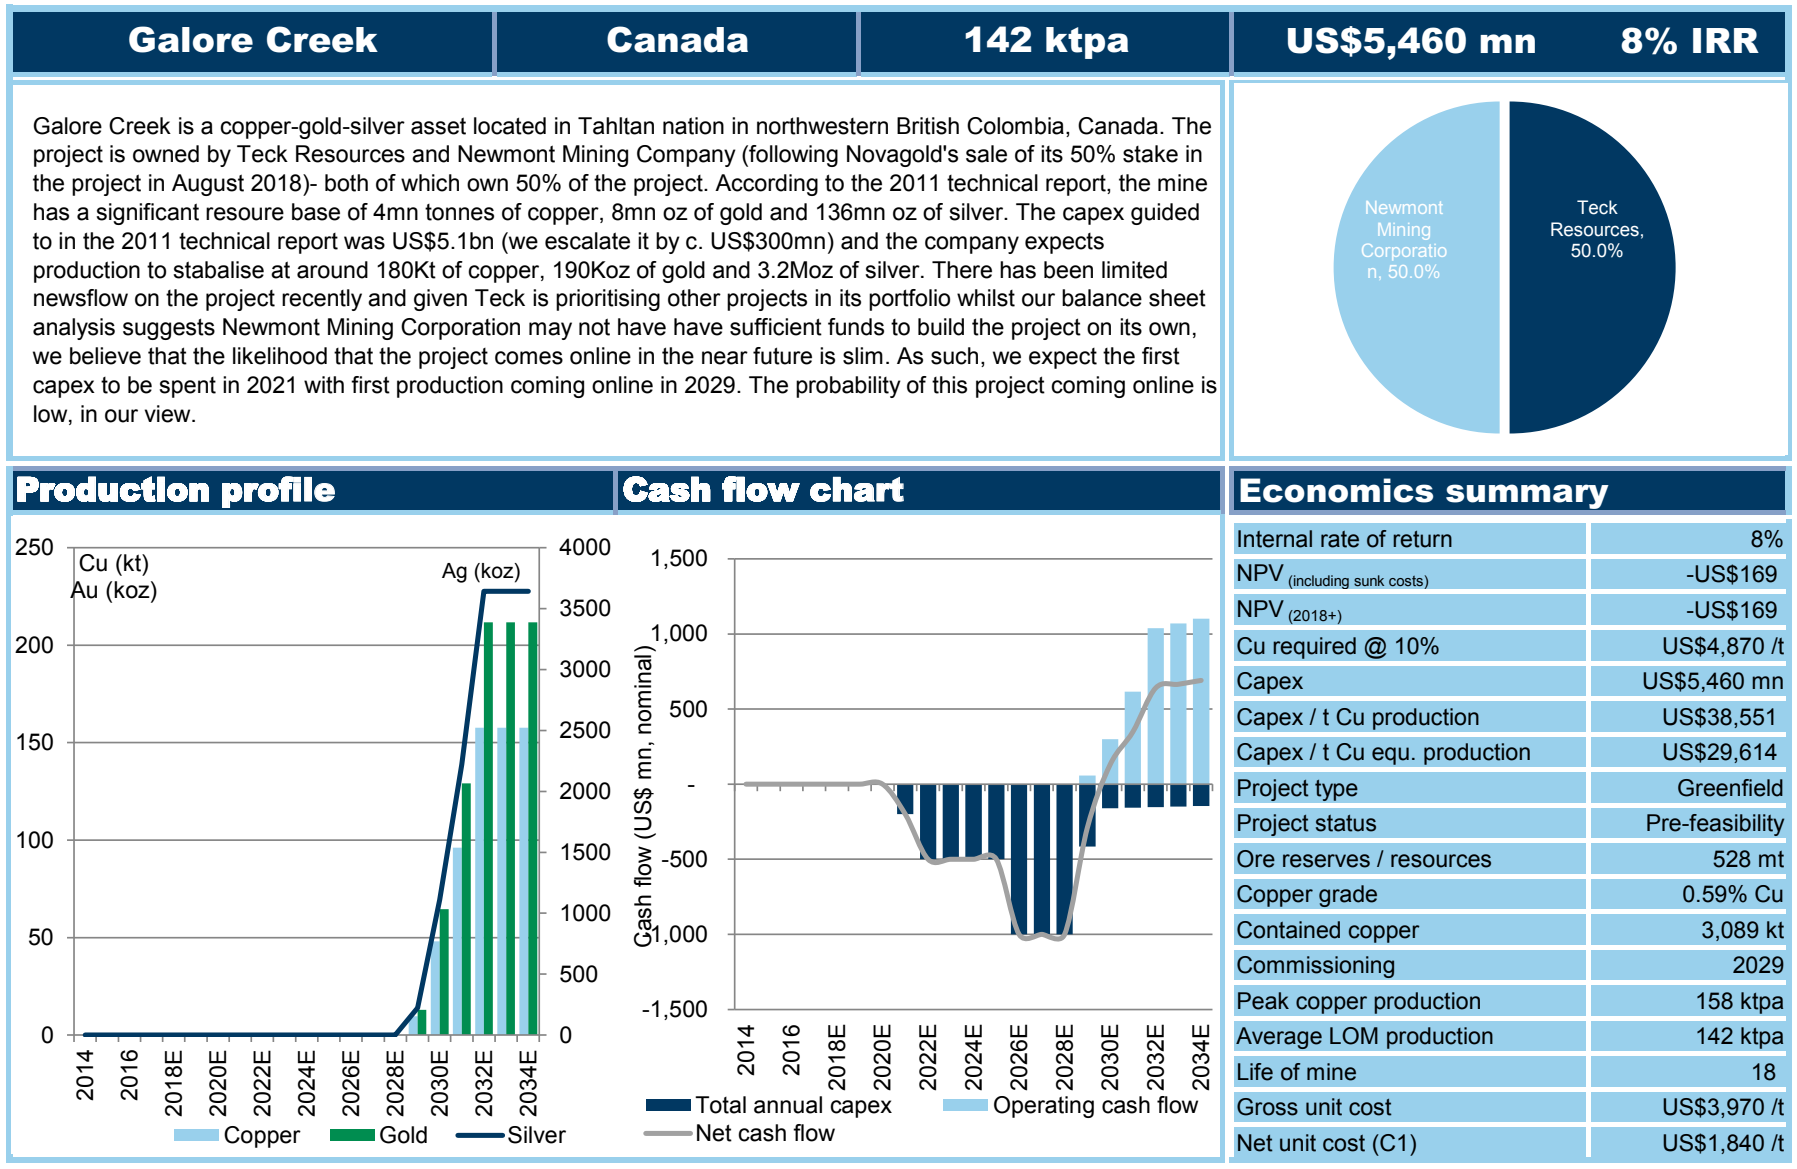 Galore Creek
Canada
142 ktpa
US$5,460 mn
8% IRR
Galore Creek is a copper-gold-silver asset located in Tahltan nation in northwestern British Colombia, Canada. The
project is owned by Teck Resources and Newmont Mining Company (following Novagold's sale of its 50% stake in
the project in August 2018)- both of which own 50% of the project. According to the 2011 technical report, the mine
has a significant resoure base of 4mn tonnes of copper, 8mn oz of gold and 136mn oz of silver. The capex guided
to in the 2011 technical report was US$5.1bn (we escalate it by c. US$300mn) and the company expects
production to stabalise at around 180Kt of copper, 190Koz of gold and 3.2Moz of silver. There has been limited
newsflow on the project recently and given Teck is prioritising other projects in its portfolio whilst our balance sheet
analysis suggests Newmont Mining Corporation may not have have sufficient funds to build the project on its own,
we believe that the likelihood that the project comes online in the near future is slim. As such, we expect the first
capex to be spent in 2021 with first production coming online in 2029. The probability of this project coming online is
low, in our view.
Newmont
Mining
Corporatio
n, 50.0%
Teck
Resources,
50.0%
Production profile
250
200
150
100
50
0
Cu (kt)
Au (koz)
Ag (koz)
4000
3500
3000
2500
2000
1500
1000
500
0
2014
2016
2018E
2020E
2022E
2024E
2026E
2028E
2030E
2032E
2034E
Copper
Gold
Silver
Cash flow chart
Cash flow (US$ mn, nominal)
1,500
1,000
500
-
-500
-1,000
-1,500
2014
2016
2018E
2020E
2022E
2024E
2026E
2028E
2030E
2032E
2034E
Total annual capex
Operating cash flow
Net cash flow
Economics summary
Internal rate of return 8%
NPV (including sunk costs) -US$169
NPV (2018+) -US$169
Cu required @ 10% US$4,870 /t
Capex US$5,460 mn
Capex / t Cu production US$38,551
Capex / t Cu equ. production US$29,614
Project type Greenfield
Project status Pre-feasibility
Ore reserves / resources 528 mt
Copper grade 0.59% Cu
Contained copper 3,089 kt
Commissioning 2029
Peak copper production 158 ktpa
Average LOM production 142 ktpa
Life of mine 18
Gross unit cost US$3,970 /t
Net unit cost (C1) US$1,840 /t